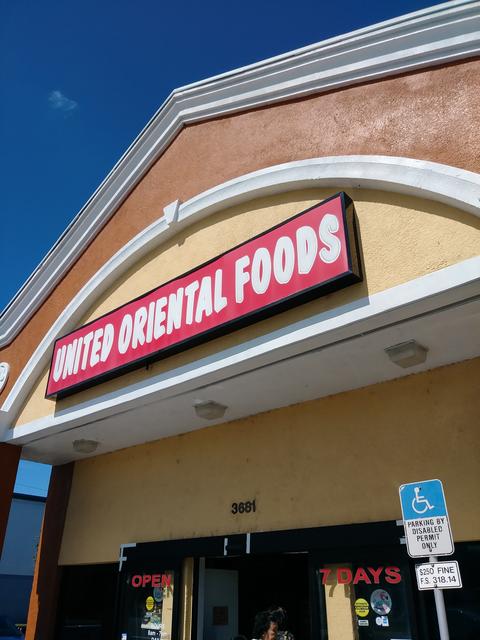 UNITED ORIENTAL FOODS
3681
OPEN
7 DAYS
PARKING BY
DISABLED
PERMIT
ONLY
$250 FINE
F.S. 318.14